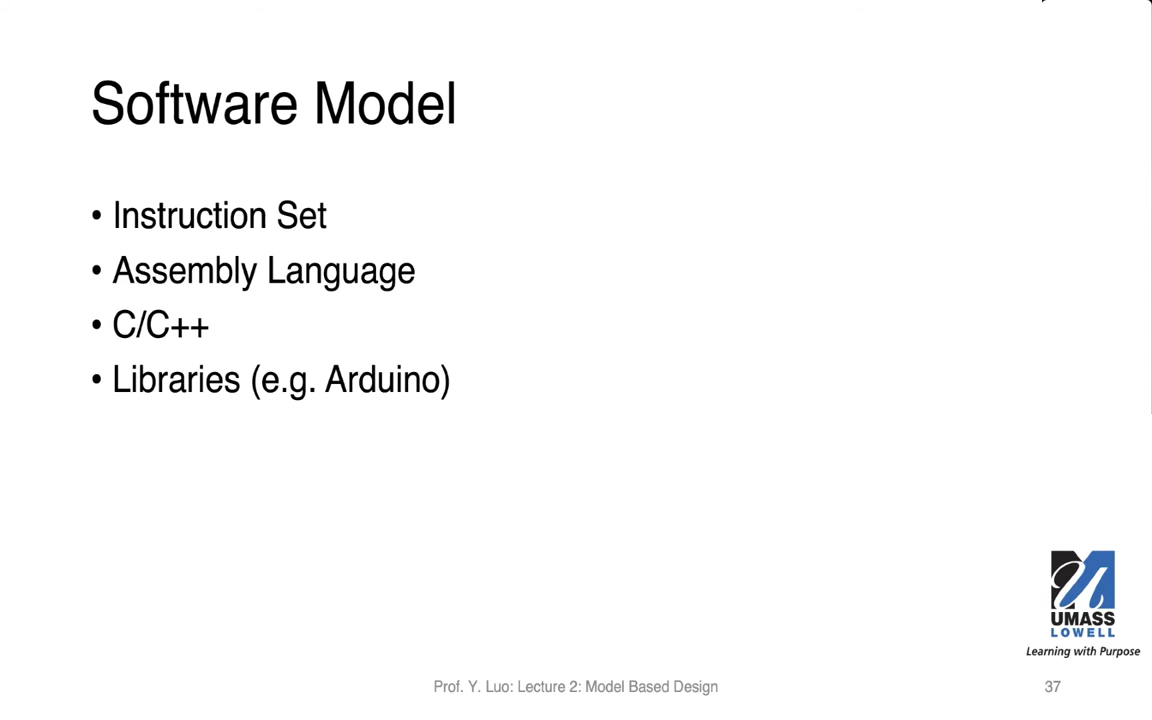 Software Model
• Instruction Set
• Assembly Language
• C/C++
• Libraries (e.g. Arduino)
UMASS
LOWELL
Learning with Purpose
Prof. Y. Luo: Lecture 2: Model Based Design
37